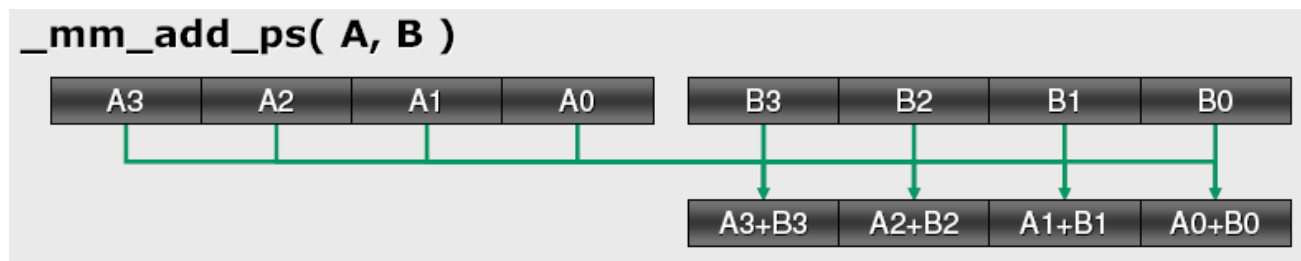 _mm_add_ps( A, B )
A3 A2 A1 A0 B3 B2 B1 B0
A3+B3 A2+B2 A1+B1 A0+B0